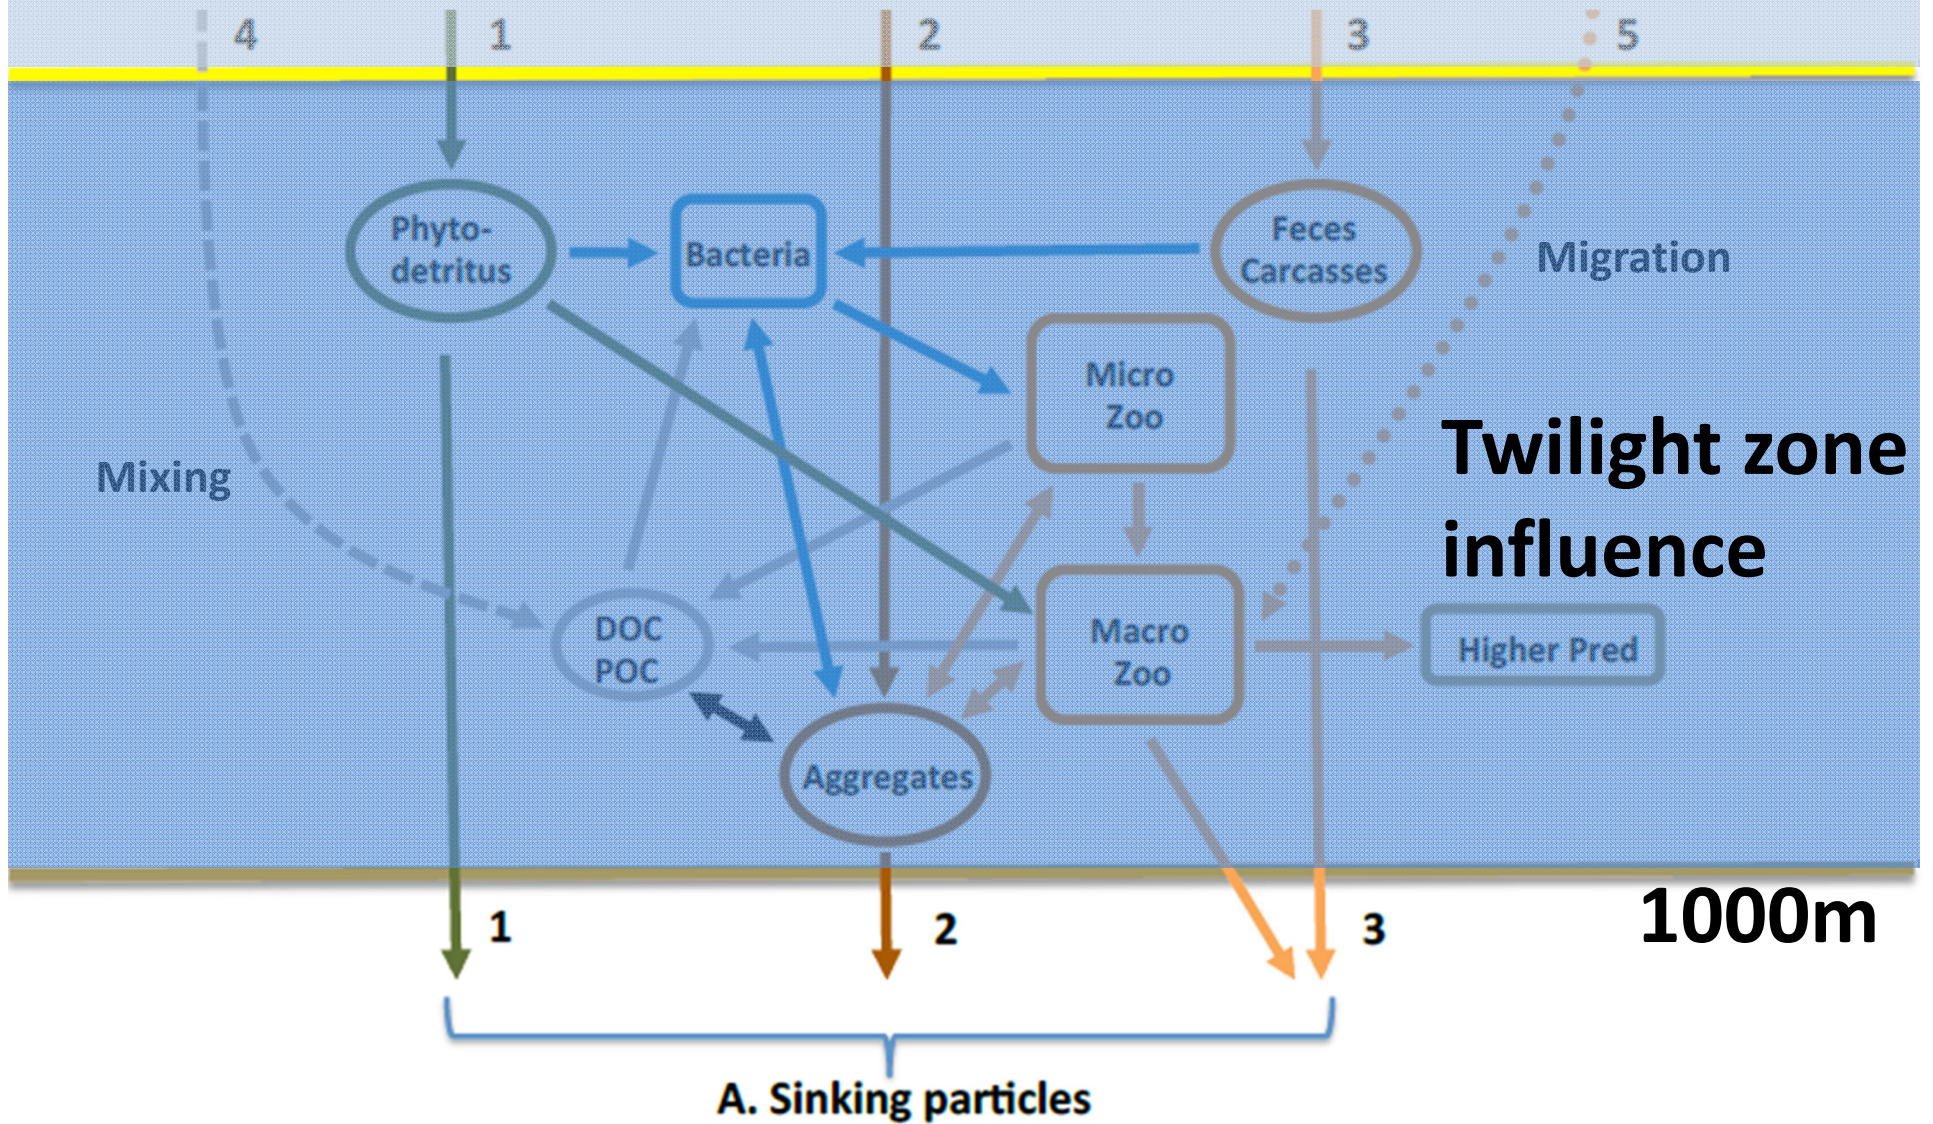 4
1
2
3
5
Phyto-
detritus
Bacteria
Feces
Carcasses
Migration
Micro
Zoo
Mixing
Twilight zone
influence
DOC
POC
Macro
Zoo
Higher Pred
Aggregates
1
2
3
1000m
A. Sinking particles